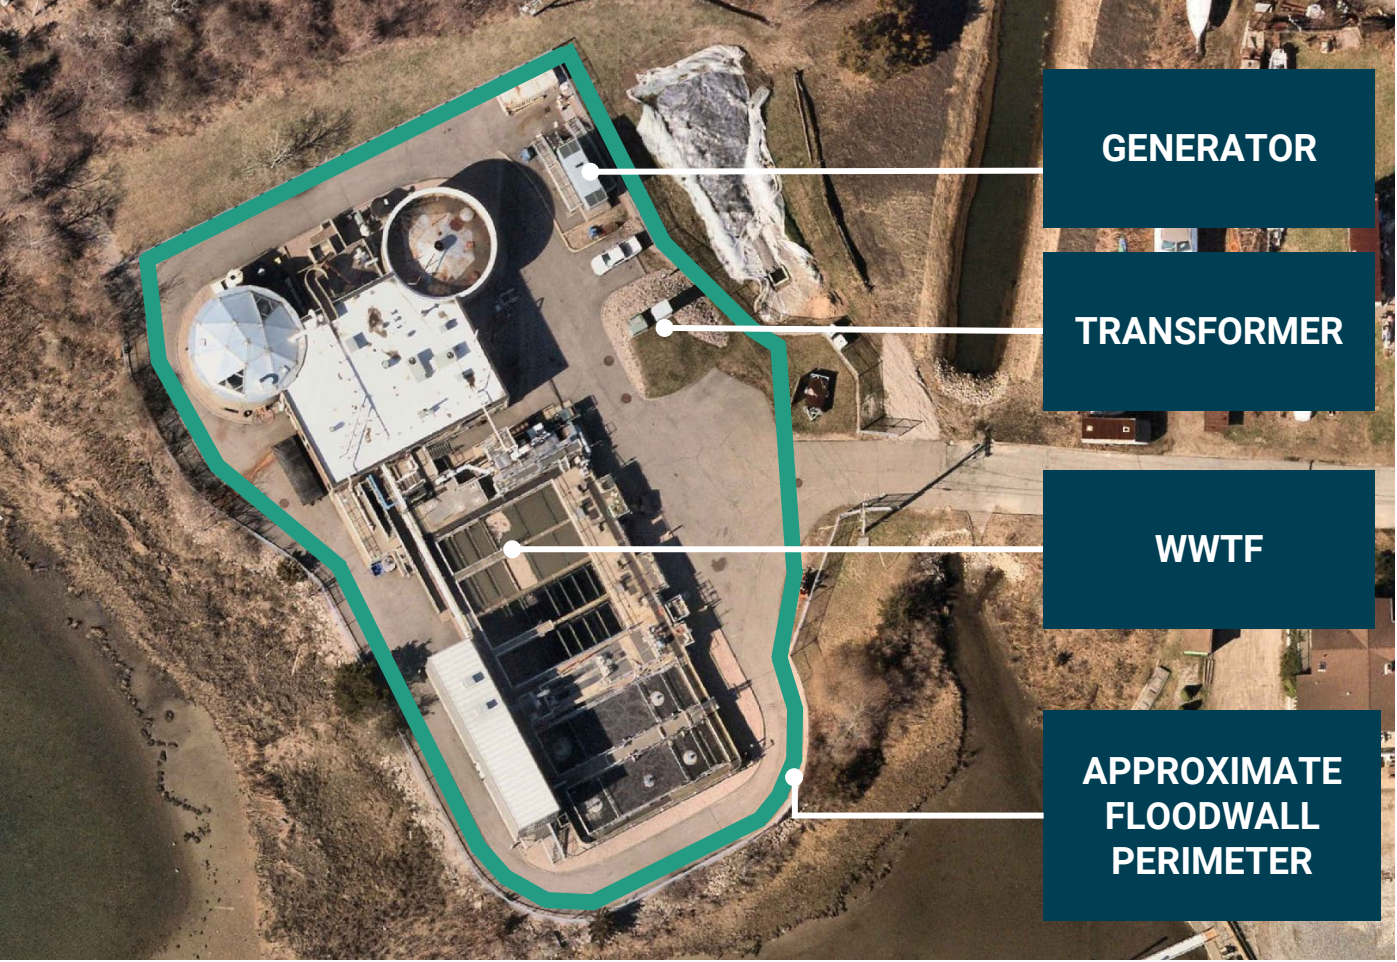 GENERATOR
TRANSFORMER
WWTF
APPROXIMATE
FLOODWALL
PERIMETER